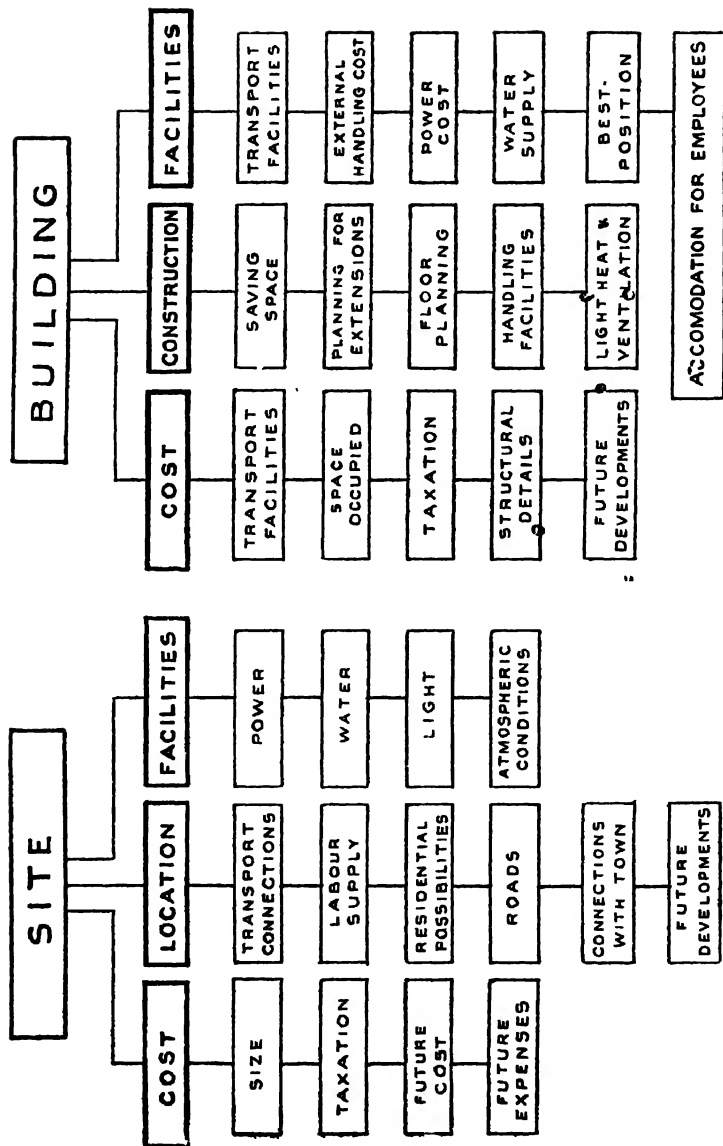 SITE
COST
SIZE
TAXATION
FUTURE
COST
FUTURE
EXPENSES
LOCATION
TRANSPORT
CONNECTIONS
LABOUR
SUPPLY
RESIDENTIAL
POSSIBILITIES
ROADS
CONNECTIONS
WITH TOWN
FUTURE
DEVELOPMENTS
FACILITIES
POWER
WATER
LIGHT
ATMOSPHERIC
CONDITIONS
BUILDING
COST
TRANSPORT
FACILITIES
SPACE
OCCUPIED
TAXATION
STRUCTURAL
DETAILS
FUTURE
DEVELOPMENTS
CONSTRUCTION
SAVING
SPACE
PLANNING FOR
EXTENSIONS
FLOOR
PLANNING
HANDLING
FACILITIES
LIGHT HEAT &
VENTILATION
FACILITIES
TRANSPORT
FACILITIES
EXTERNAL
HANDLING COST
POWER
COST
WATER
SUPPLY
BEST-
POSITION
ACCOMODATION FOR EMPLOYEES